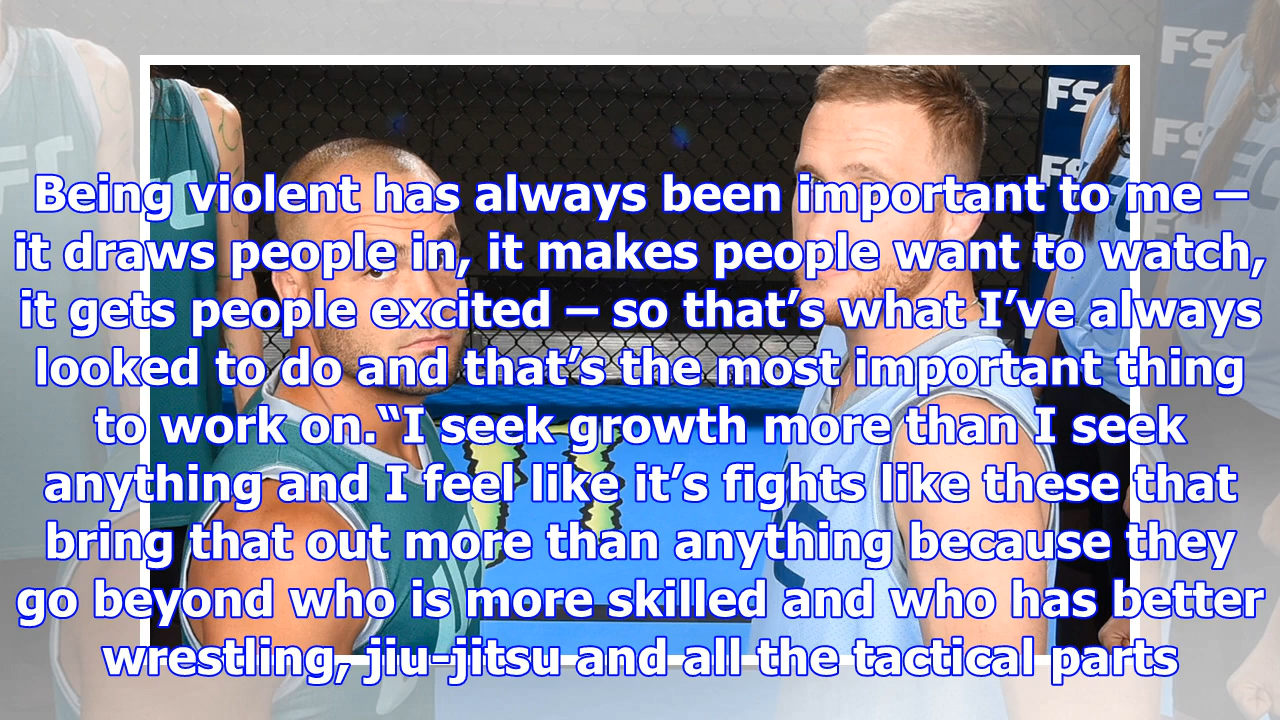 Being violent has always been important to me –
it draws people in, it makes people want to watch,
it gets people excited – so that’s what I’ve always
looked to do and that’s the most important thing
to work on.“I seek growth more than I seek
anything and I feel like it’s fights like these that
bring that out more than anything because they
go beyond who is more skilled and who has better
wrestling, jiu-jitsu and all the tactical parts